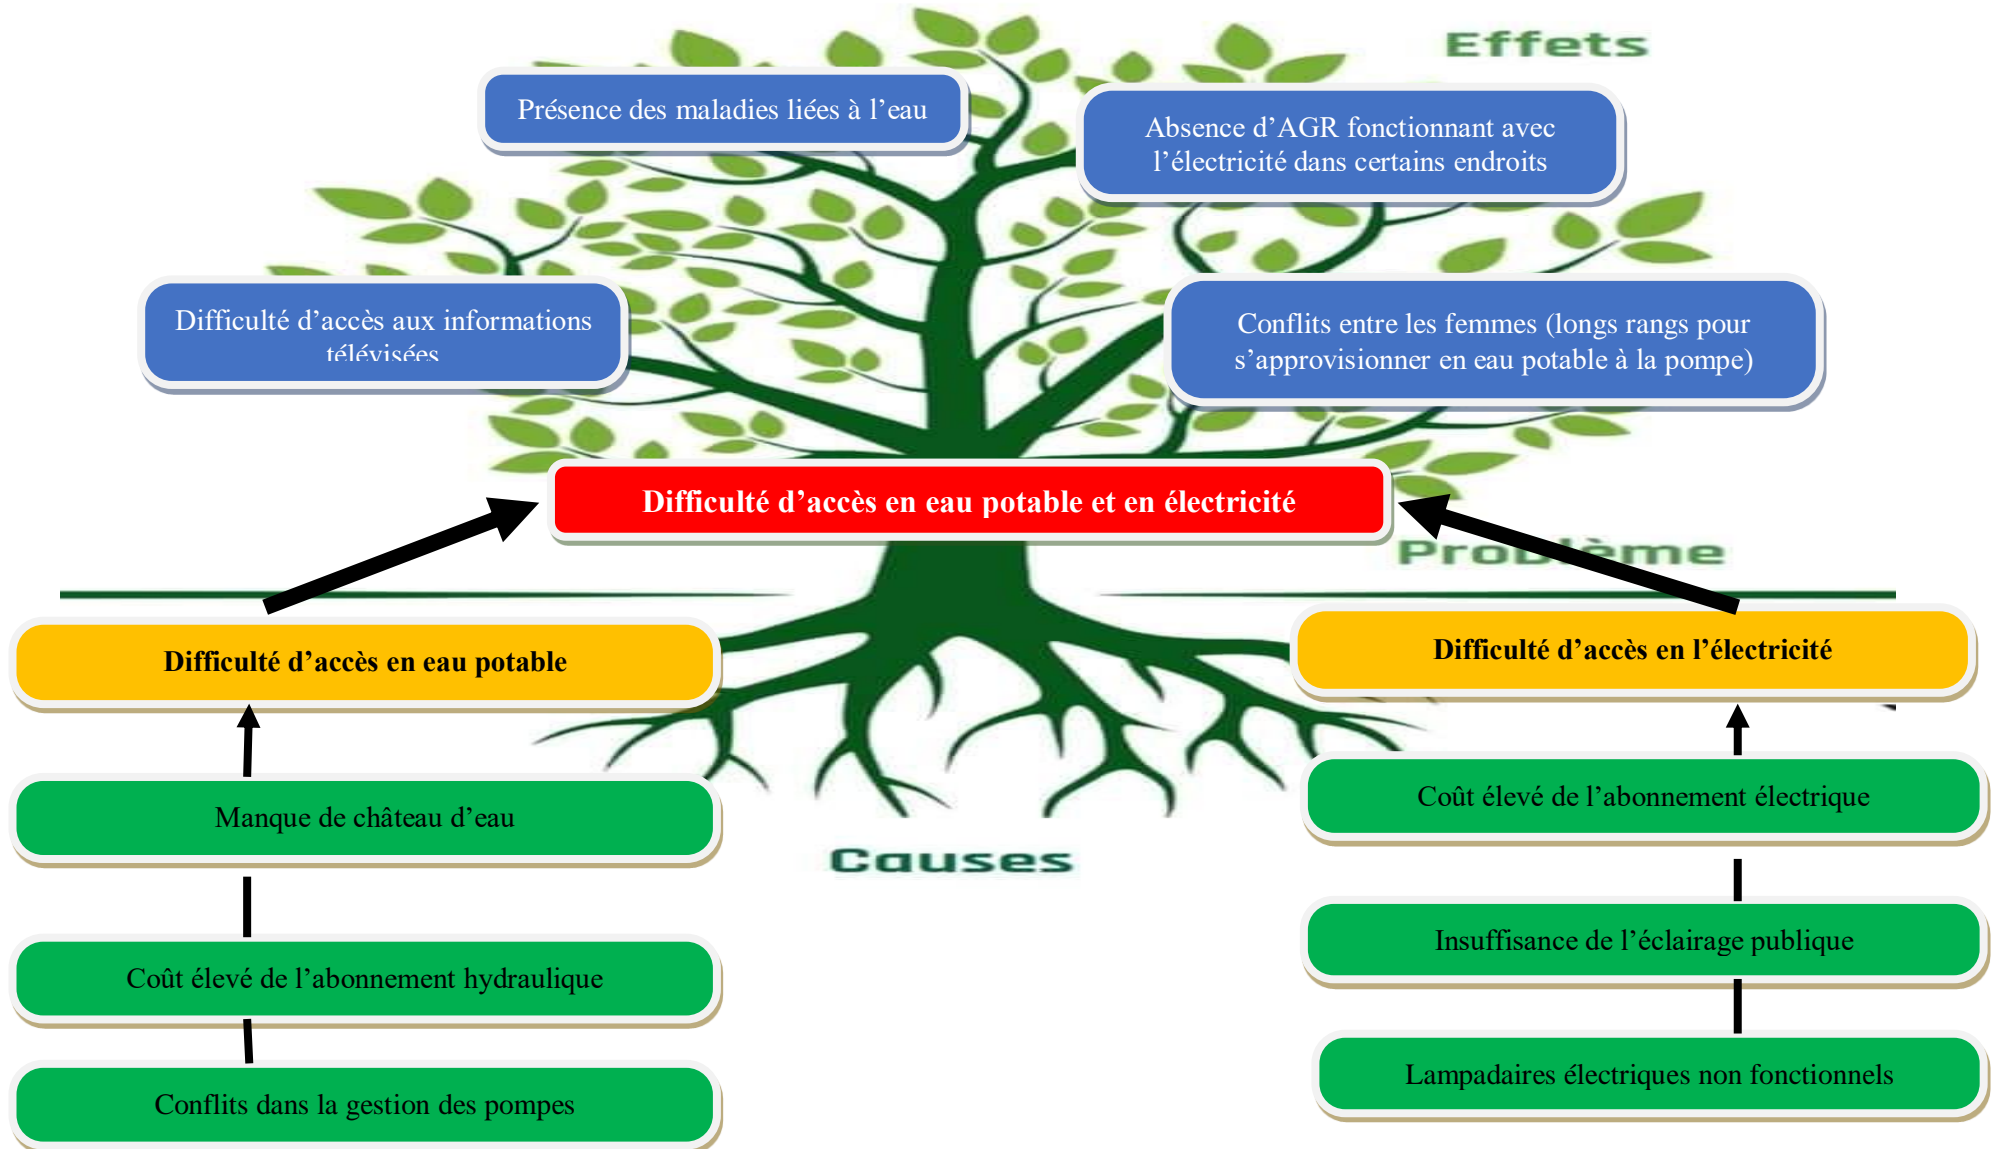 Effets
Présence des maladies liées à l’eau
Absence d’AGR fonctionnant avec
l’électricité dans certains endroits
Difficulté d’accès aux informations
télévisées
Conflits entre les femmes (longs rangs pour
s’approvisionner en eau potable à la pompe)
Difficulté d’accès en eau potable et en électricité
Problème
Difficulté d’accès en eau potable
Difficulté d’accès en l’électricité
Manque de château d’eau
Coût élevé de l’abonnement électrique
Causes
Coût élevé de l’abonnement hydraulique
Insuffisance de l’éclairage publique
Conflits dans la gestion des pompes
Lampadaires électriques non fonctionnels